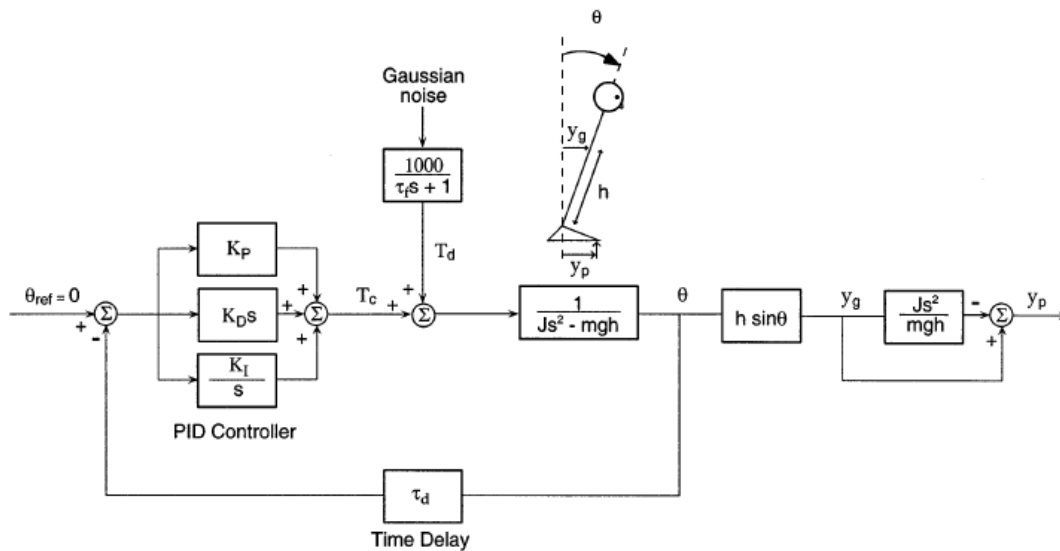 θ
Gaussian
noise
y_g
1000
τ_f s + 1
h
K_P
T_d
y_p
θ_ref = 0
+
-
Σ
K_D s
+
+
+
Σ
T_c
+
+
Σ
1
Js² - mgh
θ
h sinθ
y_g
Js²
mgh
-
+
Σ
y_p
K_I
s
PID Controller
τ_d
Time Delay